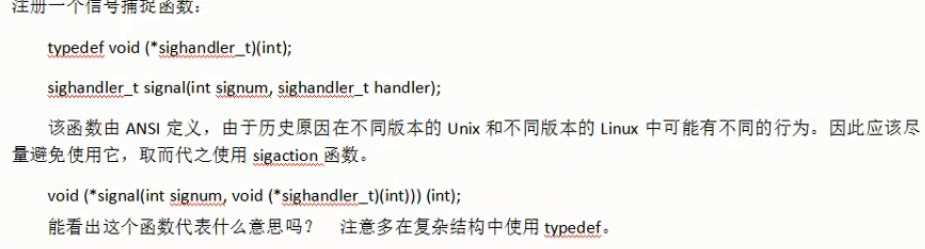 注册一个信号捕捉函数：
typedef void (*sighandler_t)(int);
sighandler_t signal(int signum, sighandler_t handler);
该函数由 ANSI 定义，由于历史原因在不同版本的 Unix 和不同版本的 Linux 中可能有不同的行为。因此应该尽
量避免使用它，取而代之使用 sigaction 函数。
void (*signal(int signum, void (*sighandler_t)(int))) (int);
能看出这个函数代表什么意思吗？ 注意多在复杂结构中使用 typedef。